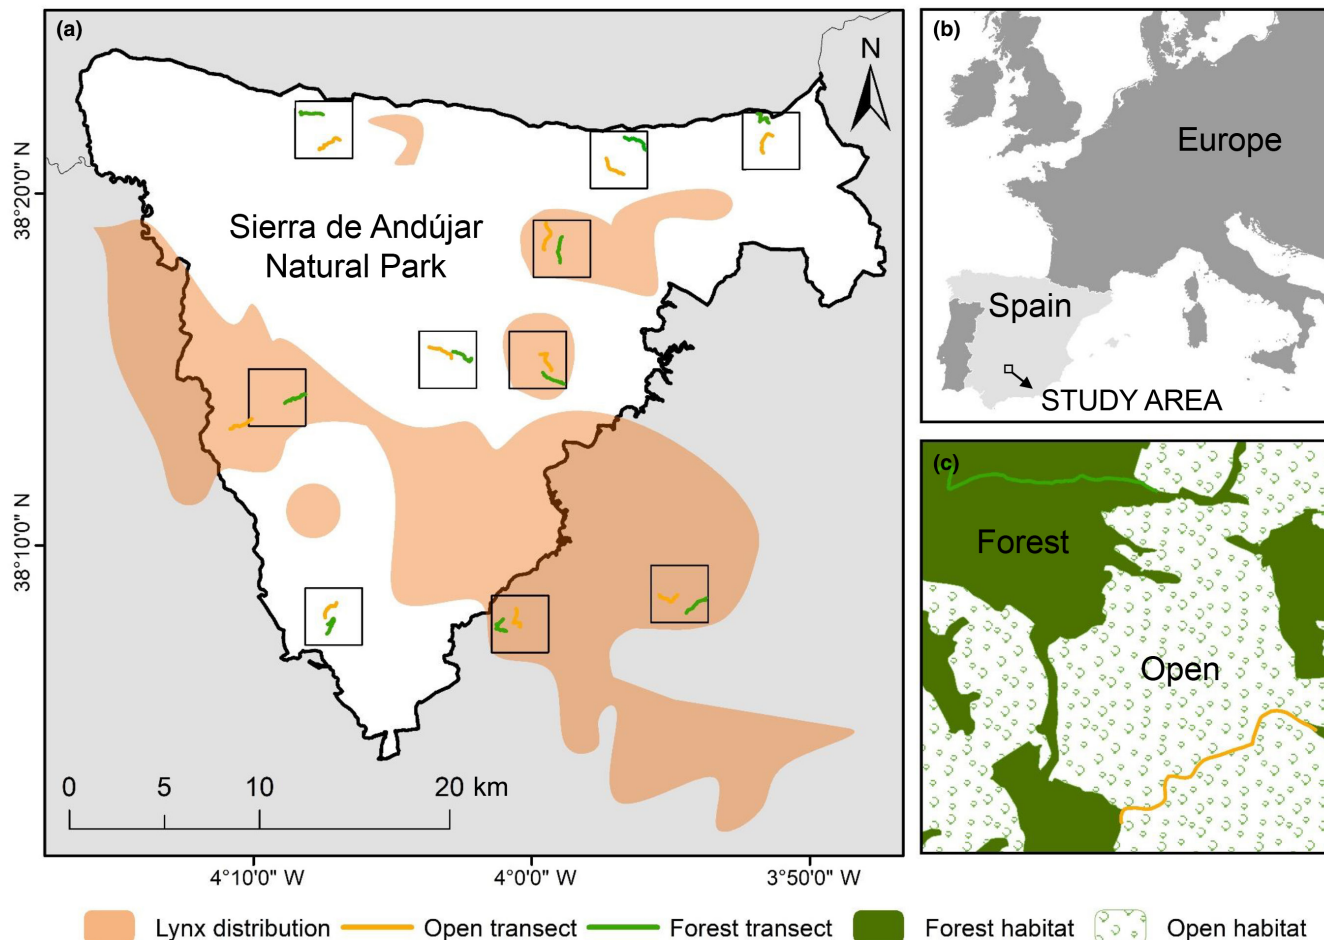 (a)
N
38°20'0" N
38°10'0" N
Sierra de Andújar
Natural Park
0 5 10 20 km
4°10'0" W 4°0'0" W 3°50'0" W
(b)
Europe
Spain
STUDY AREA
(c)
Forest
Open
Lynx distribution Open transect Forest transect Forest habitat Open habitat